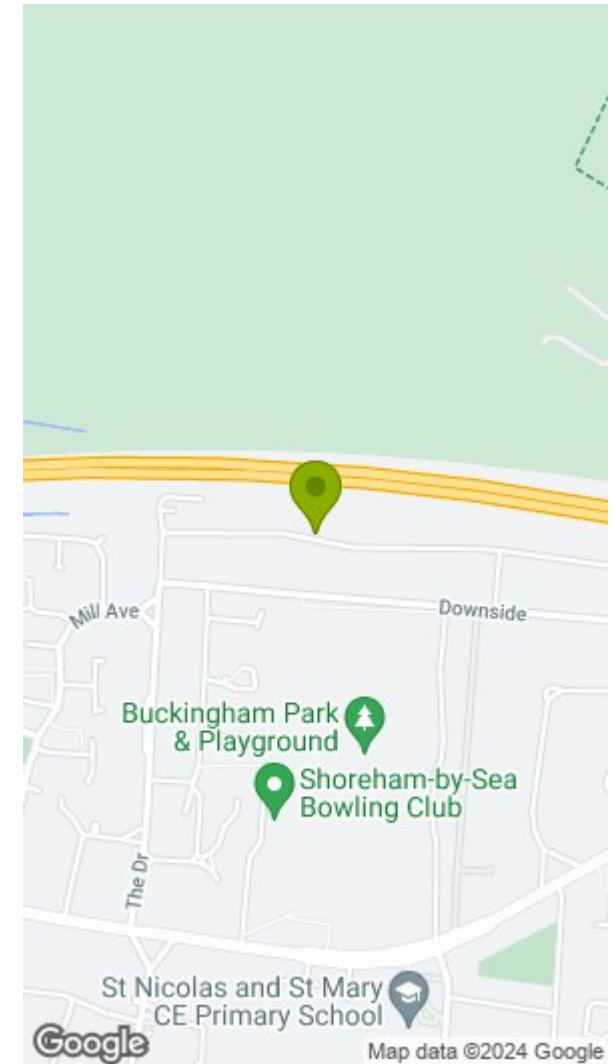 Mill Ave
Downside
Buckingham Park
& Playground
Shoreham-by-Sea
Bowling Club
The Dr
St Nicolas and St Mary
CE Primary School
Google
Map data ©2024 Google